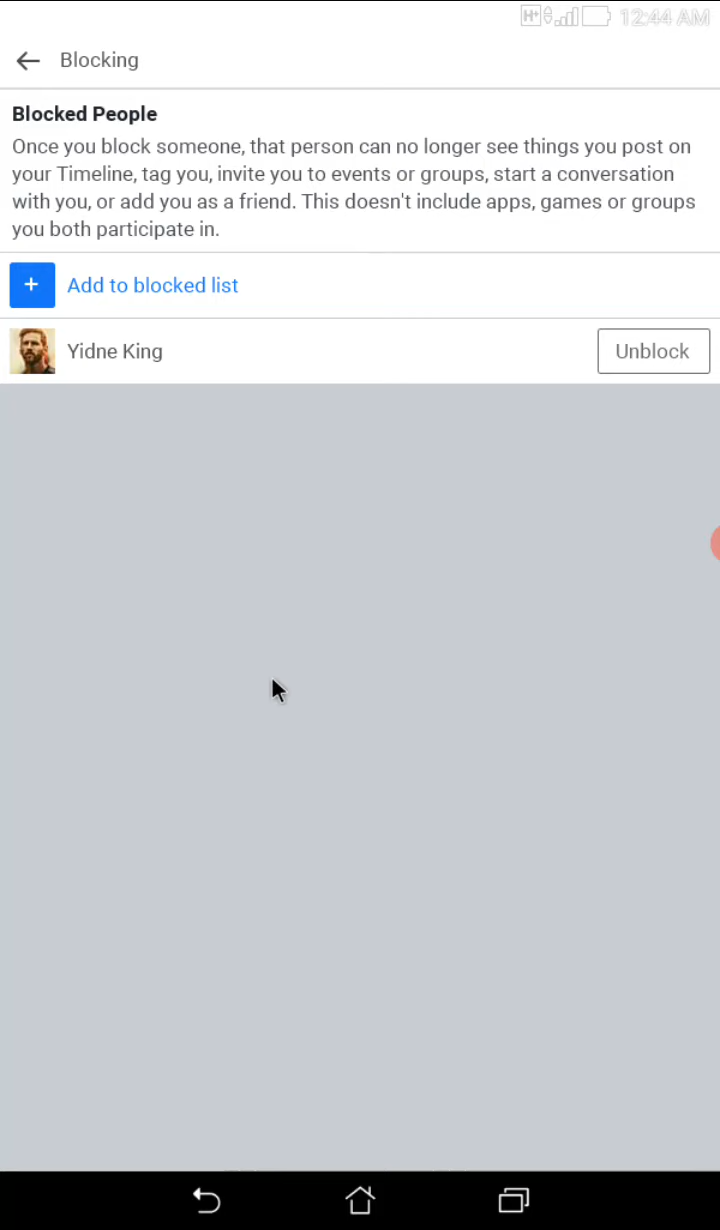 H+ 12:44 AM
Blocking
Blocked People
Once you block someone, that person can no longer see things you post on
your Timeline, tag you, invite you to events or groups, start a conversation
with you, or add you as a friend. This doesn't include apps, games or groups
you both participate in.
+ Add to blocked list
Yidne King Unblock